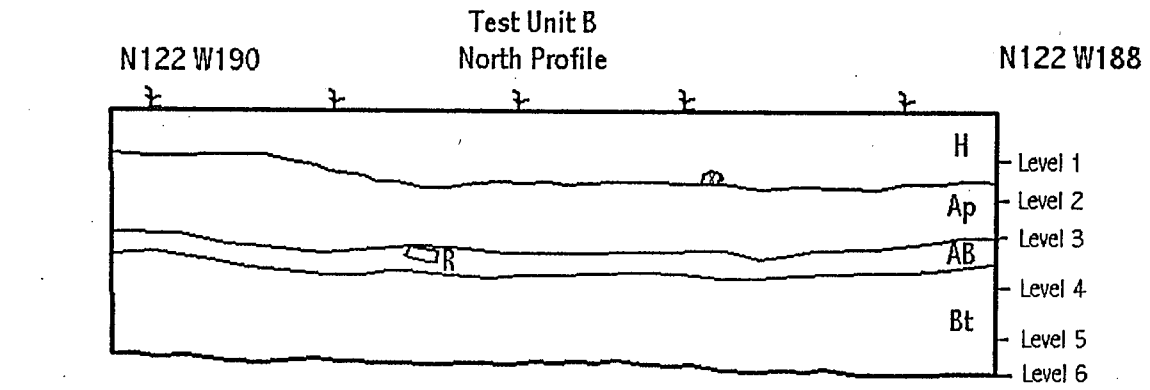 Test Unit B
N122 W190 North Profile N122 W188
H
Level 1
Level 2
Ap
Level 3
AB
R
Level 4
Bt
Level 5
Level 6